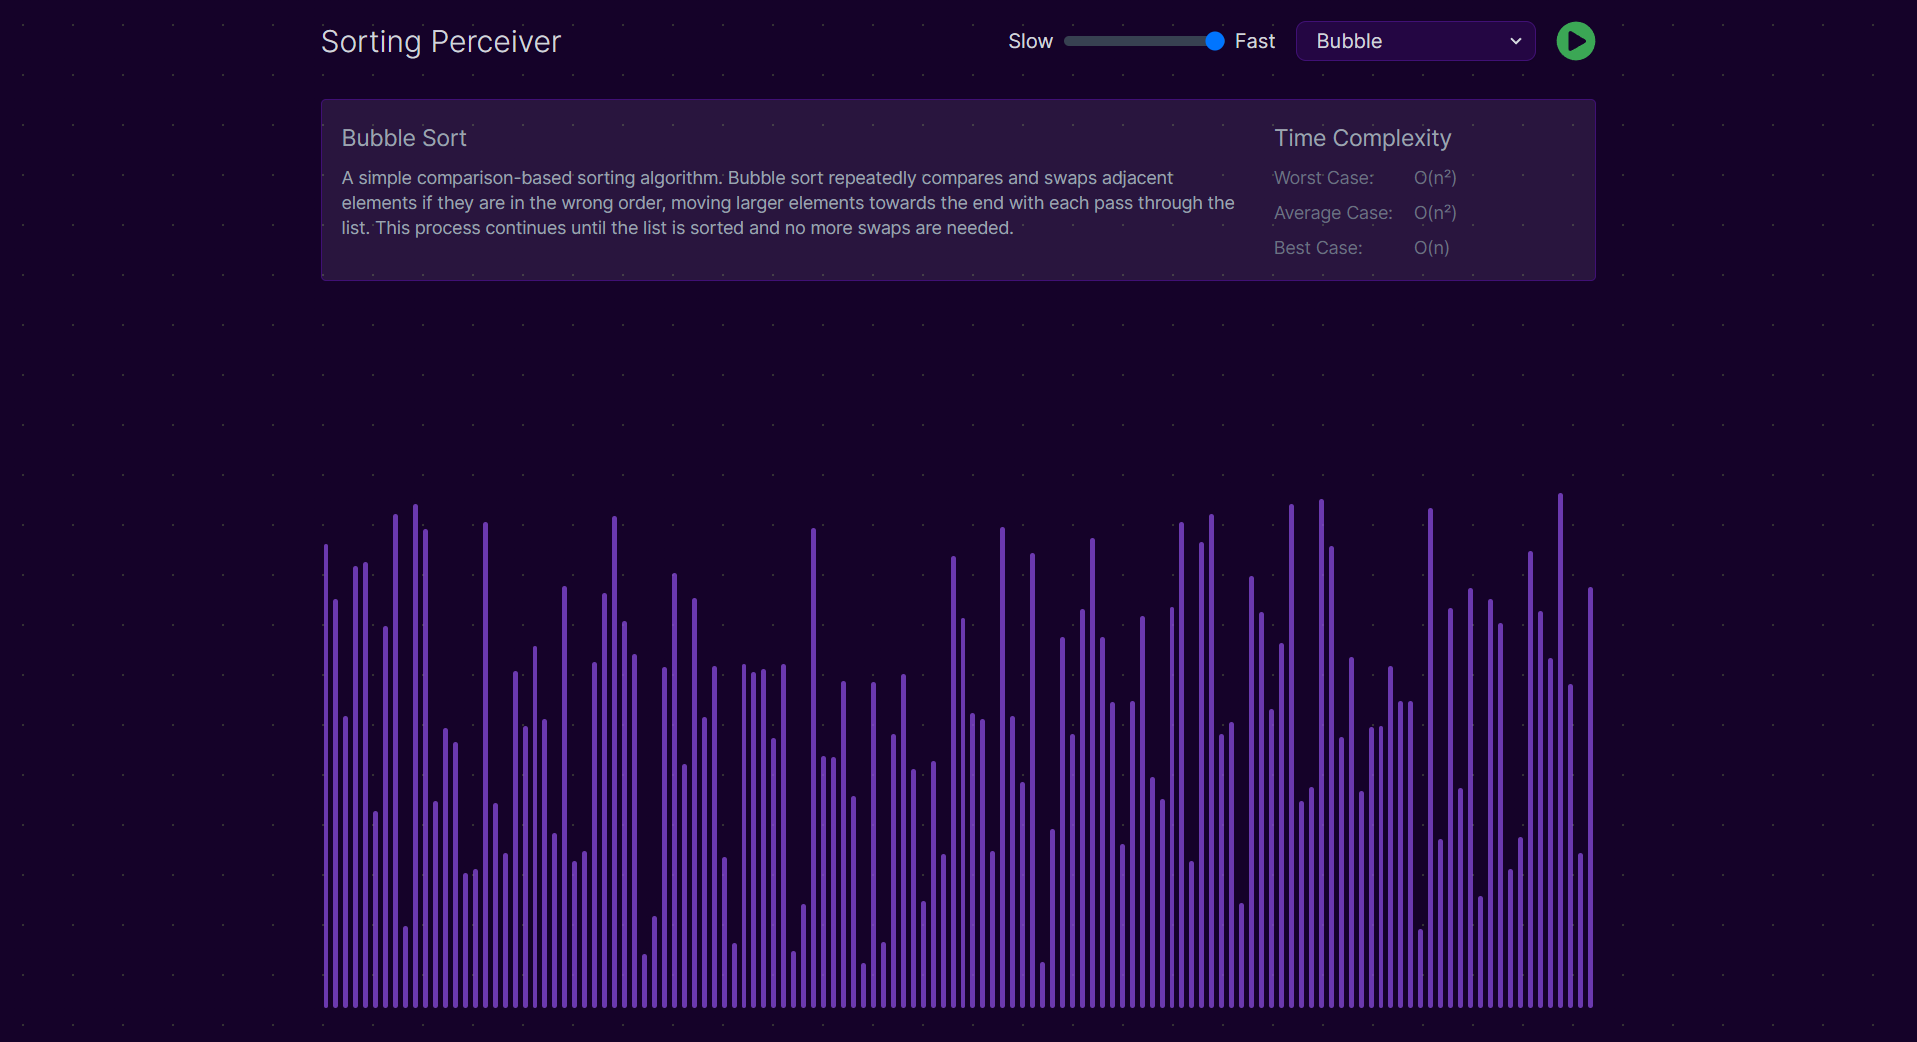 Sorting Perceiver
Slow
Fast
Bubble
Bubble Sort
A simple comparison-based sorting algorithm. Bubble sort repeatedly compares and swaps adjacent
elements if they are in the wrong order, moving larger elements towards the end with each pass through the
list. This process continues until the list is sorted and no more swaps are needed.
Time Complexity
Worst Case: O(n²)
Average Case: O(n²)
Best Case: O(n)